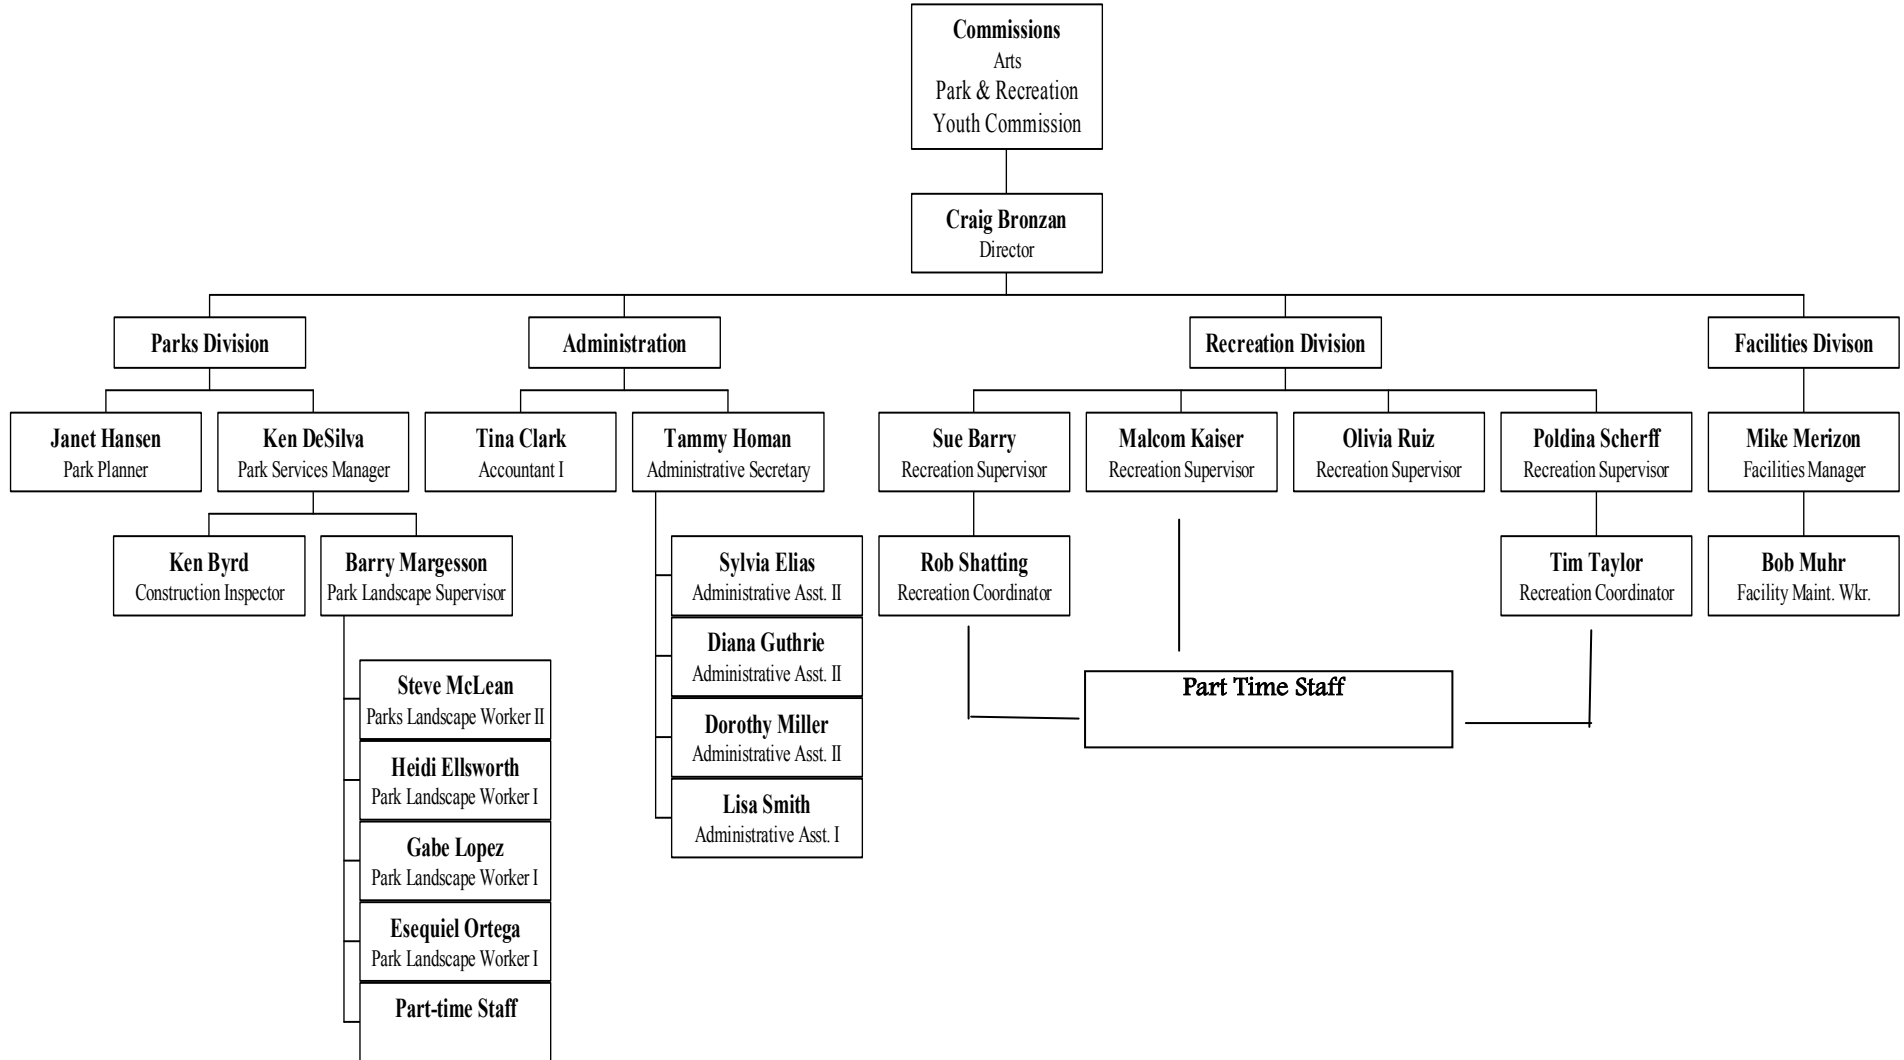 Commissions
Arts
Park & Recreation
Youth Commission
Craig Bronzan
Director
Parks Division
Administration
Recreation Division
Facilities Divison
Janet Hansen
Park Planner
Ken DeSilva
Park Services Manager
Tina Clark
Accountant I
Tammy Homan
Administrative Secretary
Sue Barry
Recreation Supervisor
Malcom Kaiser
Recreation Supervisor
Olivia Ruiz
Recreation Supervisor
Poldina Scherff
Recreation Supervisor
Mike Merizon
Facilities Manager
Ken Byrd
Construction Inspector
Barry Margesson
Park Landscape Supervisor
Sylvia Elias
Administrative Asst. II
Diana Guthrie
Administrative Asst. II
Dorothy Miller
Administrative Asst. II
Lisa Smith
Administrative Asst. I
Rob Shatting
Recreation Coordinator
Tim Taylor
Recreation Coordinator
Bob Muhr
Facility Maint. Wkr.
Steve McLean
Parks Landscape Worker II
Heidi Ellsworth
Park Landscape Worker I
Gabe Lopez
Park Landscape Worker I
Esequiel Ortega
Park Landscape Worker I
Part-time Staff
Part Time Staff